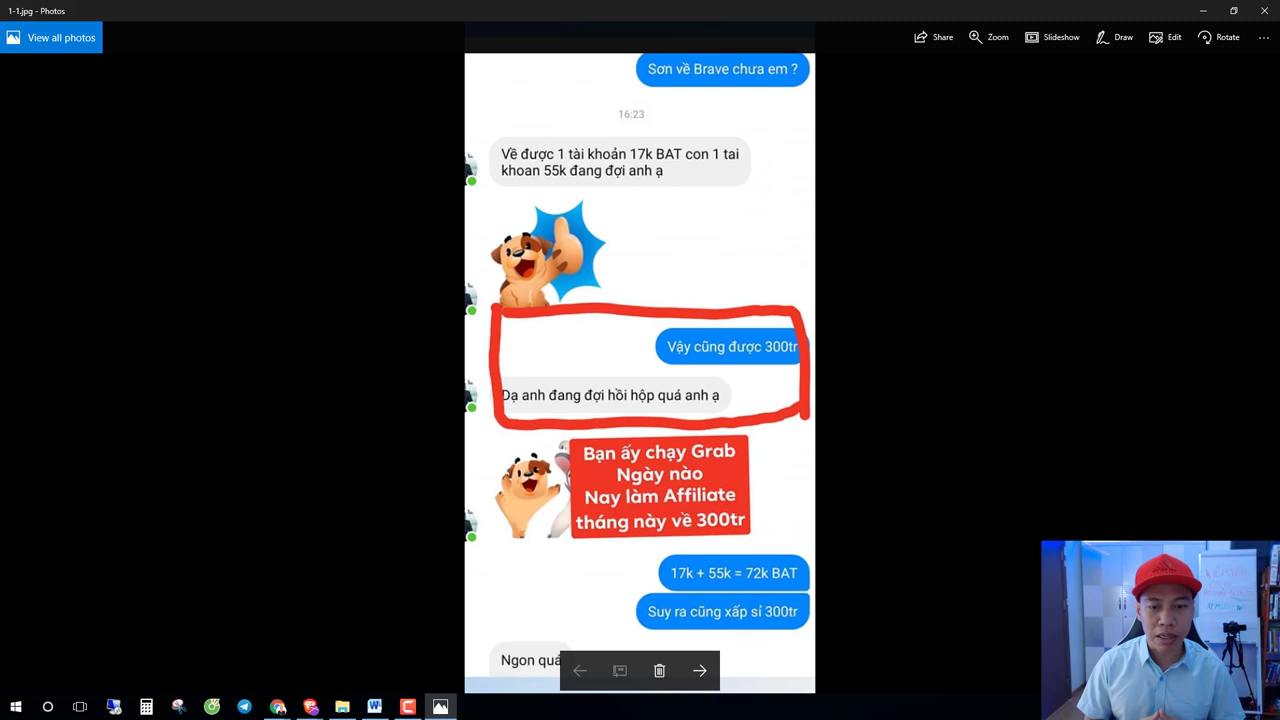 1-1.jpg - Photos
View all photos
Share
Zoom
Slideshow
Draw
Edit
Rotate
Sơn về Brave chưa em ?
16:23
Về được 1 tài khoản 17k BAT con 1 tai
khoan 55k đang đợi anh ạ
Vậy cũng được 300tr
Dạ anh đang đợi hồi hộp quá anh ạ
Bạn ấy chạy Grab
Ngày nào
Nay làm Affiliate
tháng này về 300tr
17k + 55k = 72k BAT
Suy ra cũng xấp sỉ 300tr
Ngon quá